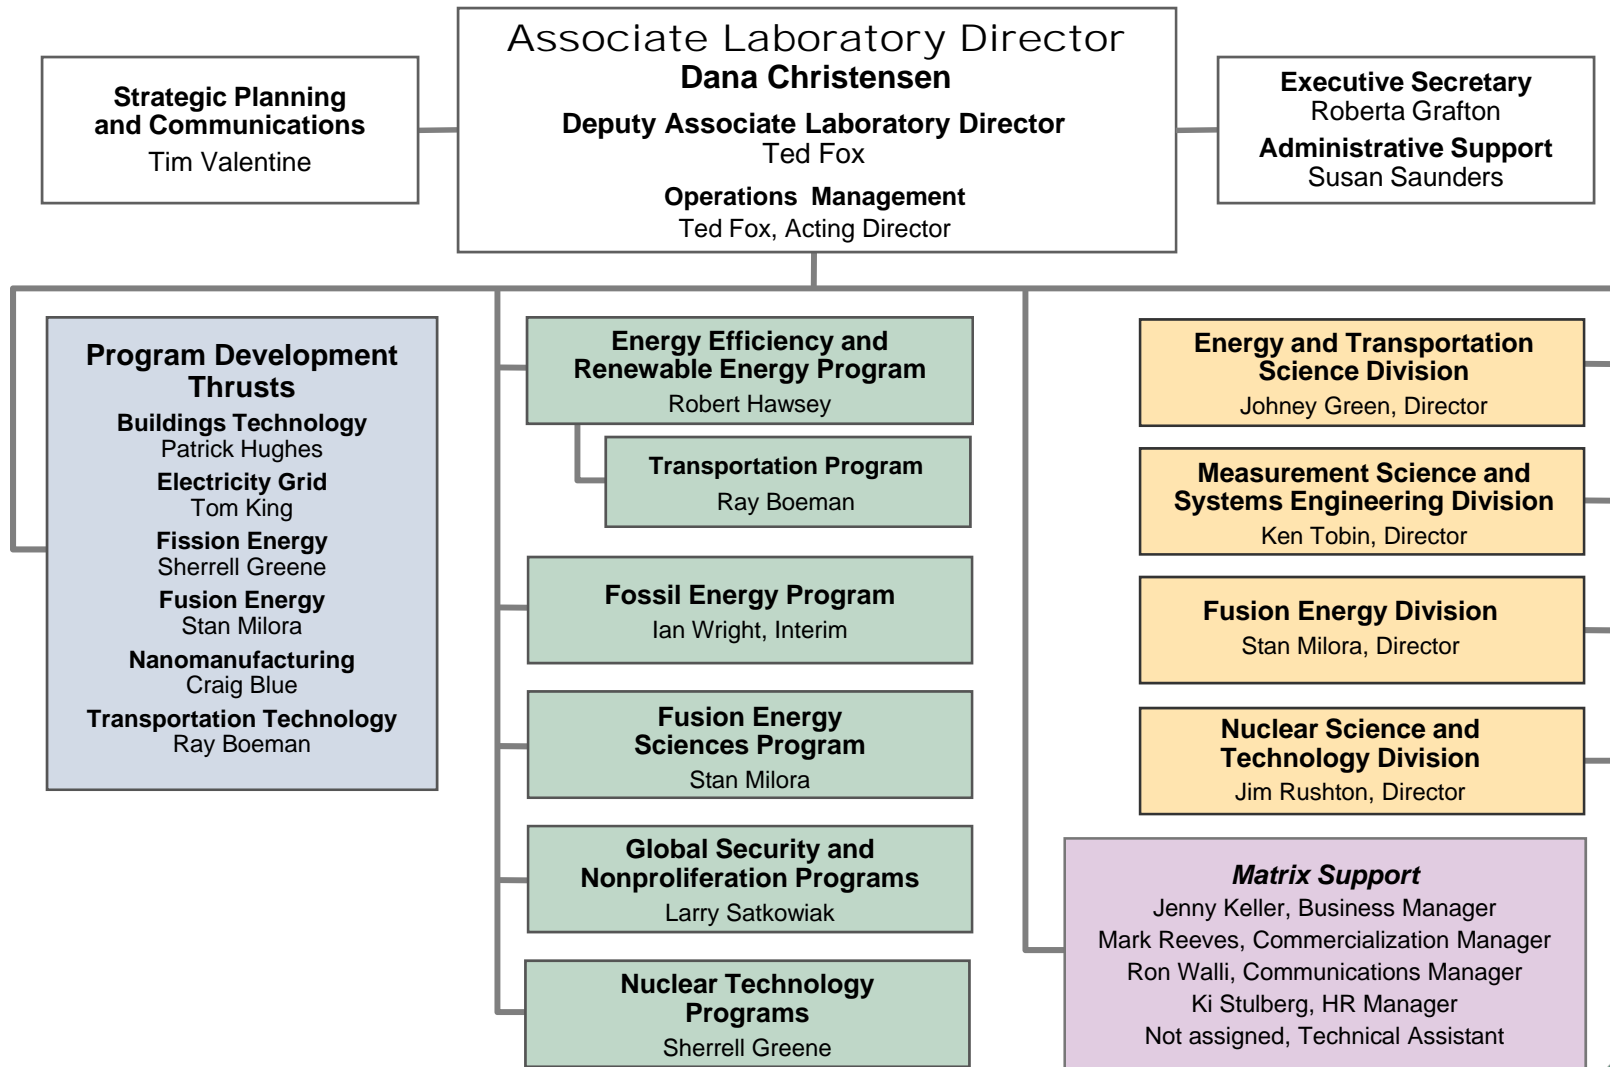 Associate Laboratory Director
Dana Christensen
Deputy Associate Laboratory Director
Ted Fox
Operations Management
Ted Fox, Acting Director
Strategic Planning
and Communications
Tim Valentine
Executive Secretary
Roberta Grafton
Administrative Support
Susan Saunders
Program Development
Thrusts
Buildings Technology
Patrick Hughes
Electricity Grid
Tom King
Fission Energy
Sherrell Greene
Fusion Energy
Stan Milora
Nanomanufacturing
Craig Blue
Transportation Technology
Ray Boeman
Energy Efficiency and
Renewable Energy Program
Robert Hawsey
Transportation Program
Ray Boeman
Fossil Energy Program
Ian Wright, Interim
Fusion Energy
Sciences Program
Stan Milora
Global Security and
Nonproliferation Programs
Larry Satkowiak
Nuclear Technology
Programs
Sherrell Greene
Energy and Transportation
Science Division
Johney Green, Director
Measurement Science and
Systems Engineering Division
Ken Tobin, Director
Fusion Energy Division
Stan Milora, Director
Nuclear Science and
Technology Division
Jim Rushton, Director
Matrix Support
Jenny Keller, Business Manager
Mark Reeves, Commercialization Manager
Ron Walli, Communications Manager
Ki Stulberg, HR Manager
Not assigned, Technical Assistant